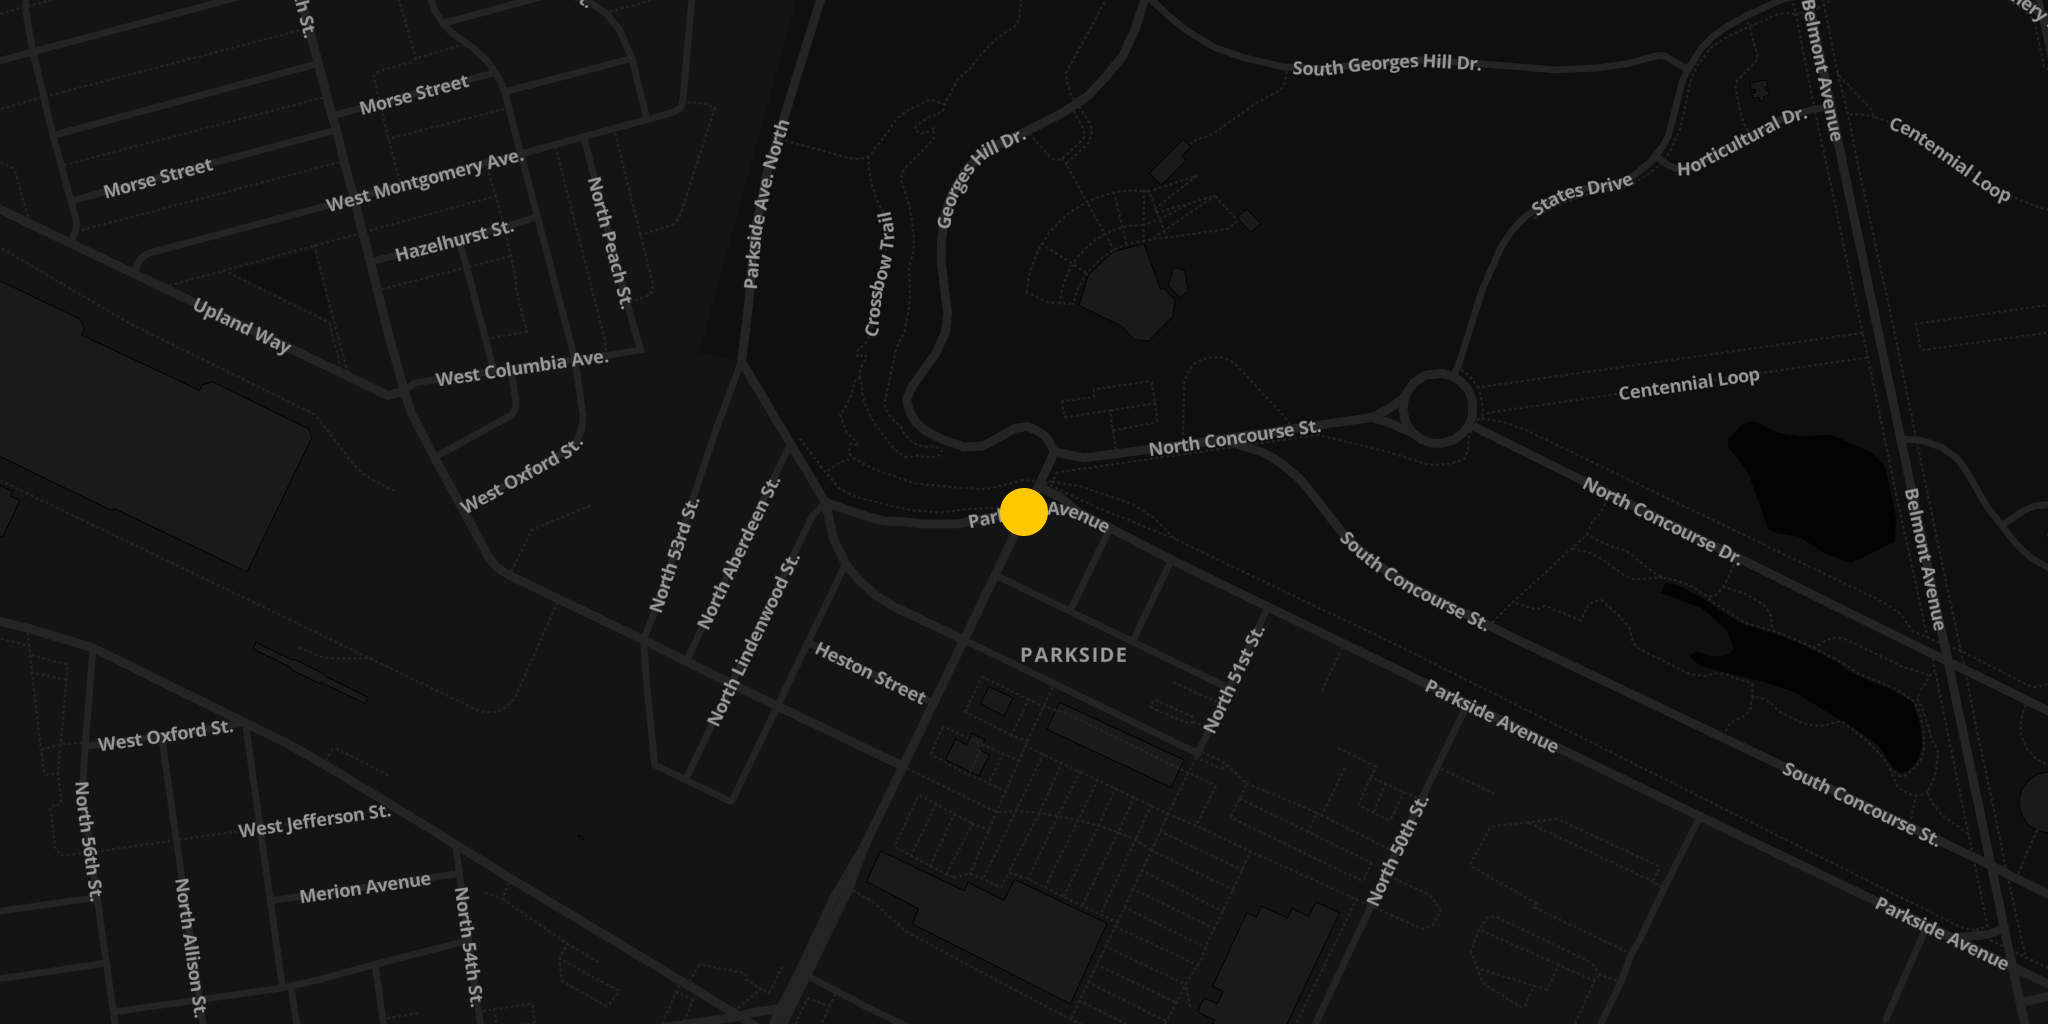 h St.
t.
Belmont Avenue
nery
South Georges Hill Dr.
Morse Street
Horticultural Dr.
Centennial Loop
Georges Hill Dr.
Parkside Ave. North
Morse Street
West Montgomery Ave.
States Drive
North Peach St.
Hazelhurst St.
Crossbow Trail
Upland Way
West Columbia Ave.
Centennial Loop
North Concourse St.
West Oxford St.
North 53rd St.
North Aberdeen St.
Par
Avenue
North Concourse Dr.
Belmont Avenue
South Concourse St.
North Lindenwood St.
PARKSIDE
North 51st St.
Heston Street
Parkside Avenue
West Oxford St.
North 56th St.
West Jefferson St.
South Concourse St.
North 50th St.
Merion Avenue
North Allison St.
North 54th St.
Parkside Avenue